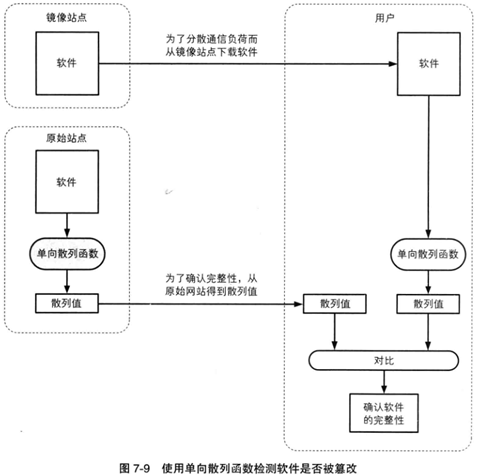 镜像站点
用户
为了分散通信负荷而
从镜像站点下载软件
软件
软件
原始站点
软件
单向散列函数
单向散列函数
为了确认完整性，从
原始网站得到散列值
散列值
散列值
散列值
对比
确认软件
的完整性
图 7-9 使用单向散列函数检测软件是否被篡改